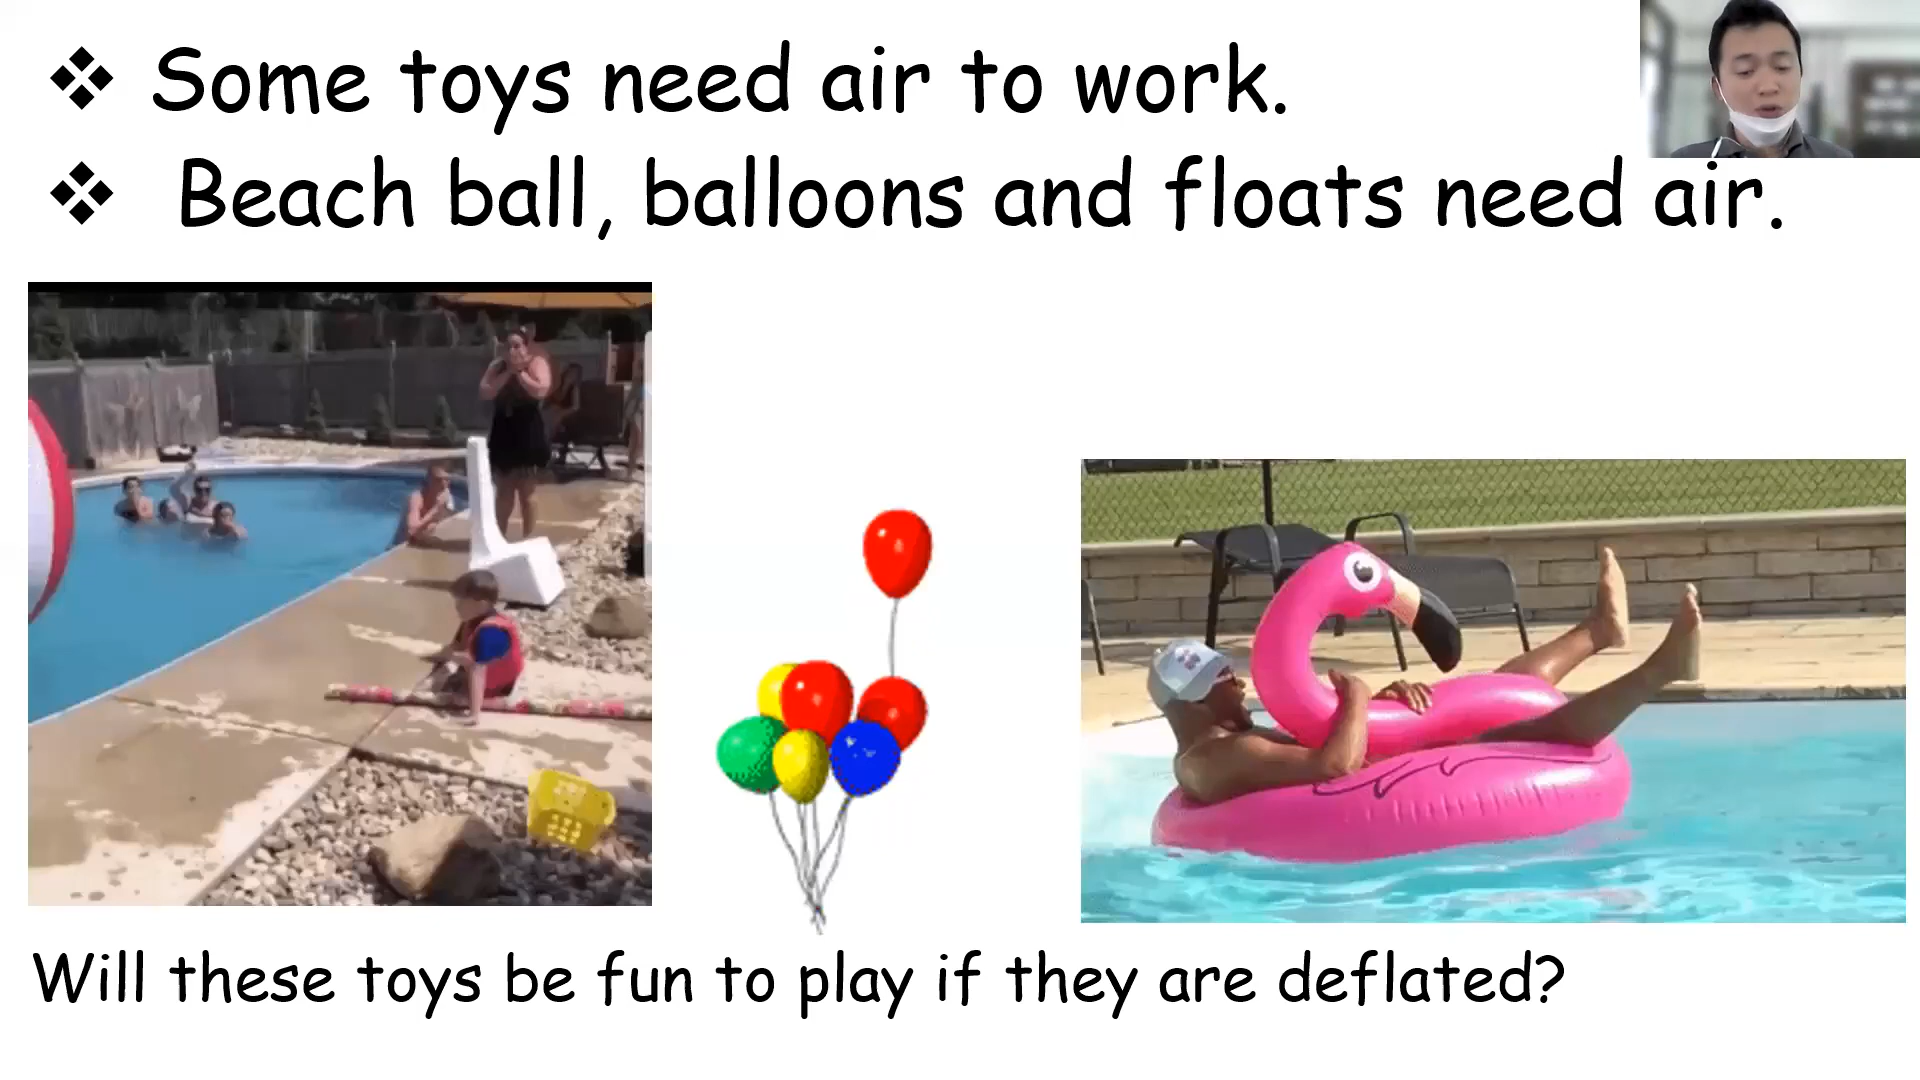 ❖ Some toys need air to work.
❖ Beach ball, balloons and floats need air.
Will these toys be fun to play if they are deflated?